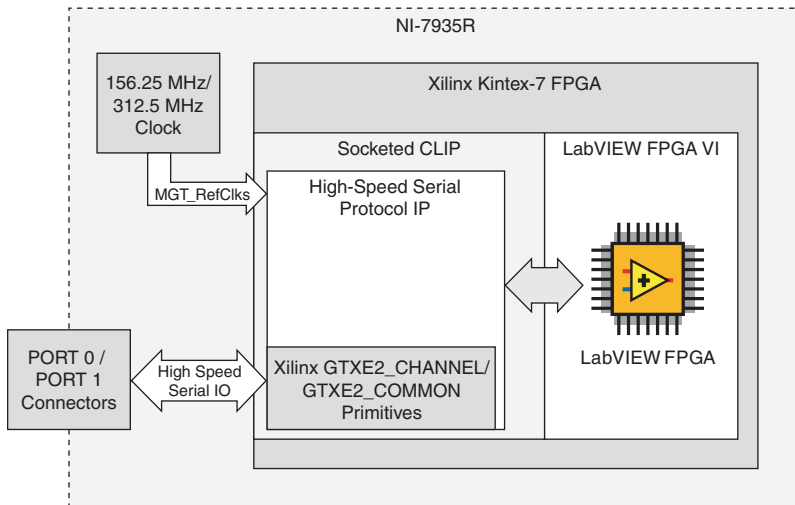 NI-7935R
156.25 MHz/
312.5 MHz
Clock
Xilinx Kintex-7 FPGA
Socketed CLIP
LabVIEW FPGA VI
MGT_RefClks
High-Speed Serial
Protocol IP
LabVIEW FPGA
PORT 0 /
PORT 1
Connectors
High Speed
Serial IO
Xilinx GTXE2_CHANNEL/
GTXE2_COMMON
Primitives